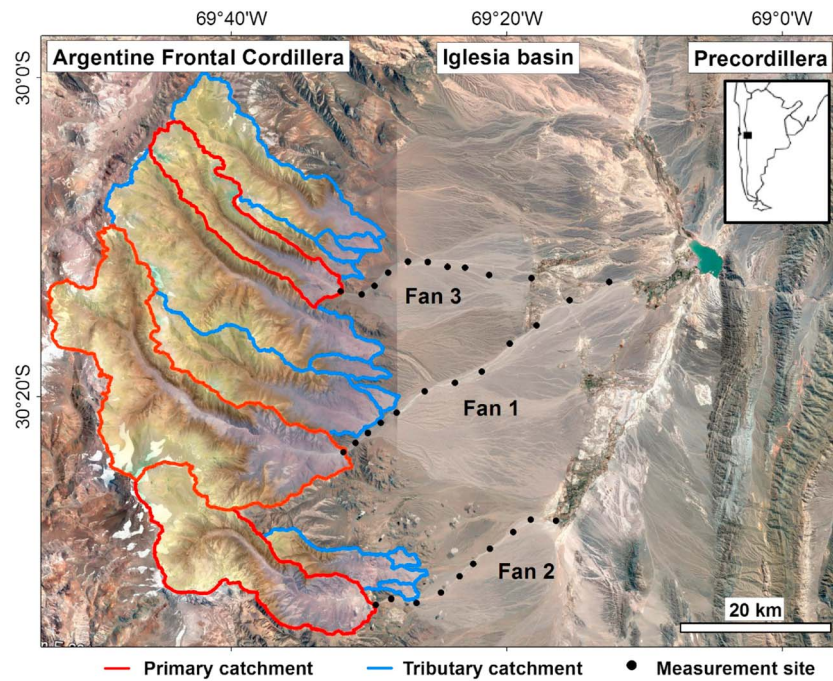 69°40'W 69°20'W 69°0'W
Argentine Frontal Cordillera Iglesia basin Precordillera
30°0'S
Fan 3
Fan 1
30°20'S
Fan 2
20 km
Primary catchment Tributary catchment Measurement site